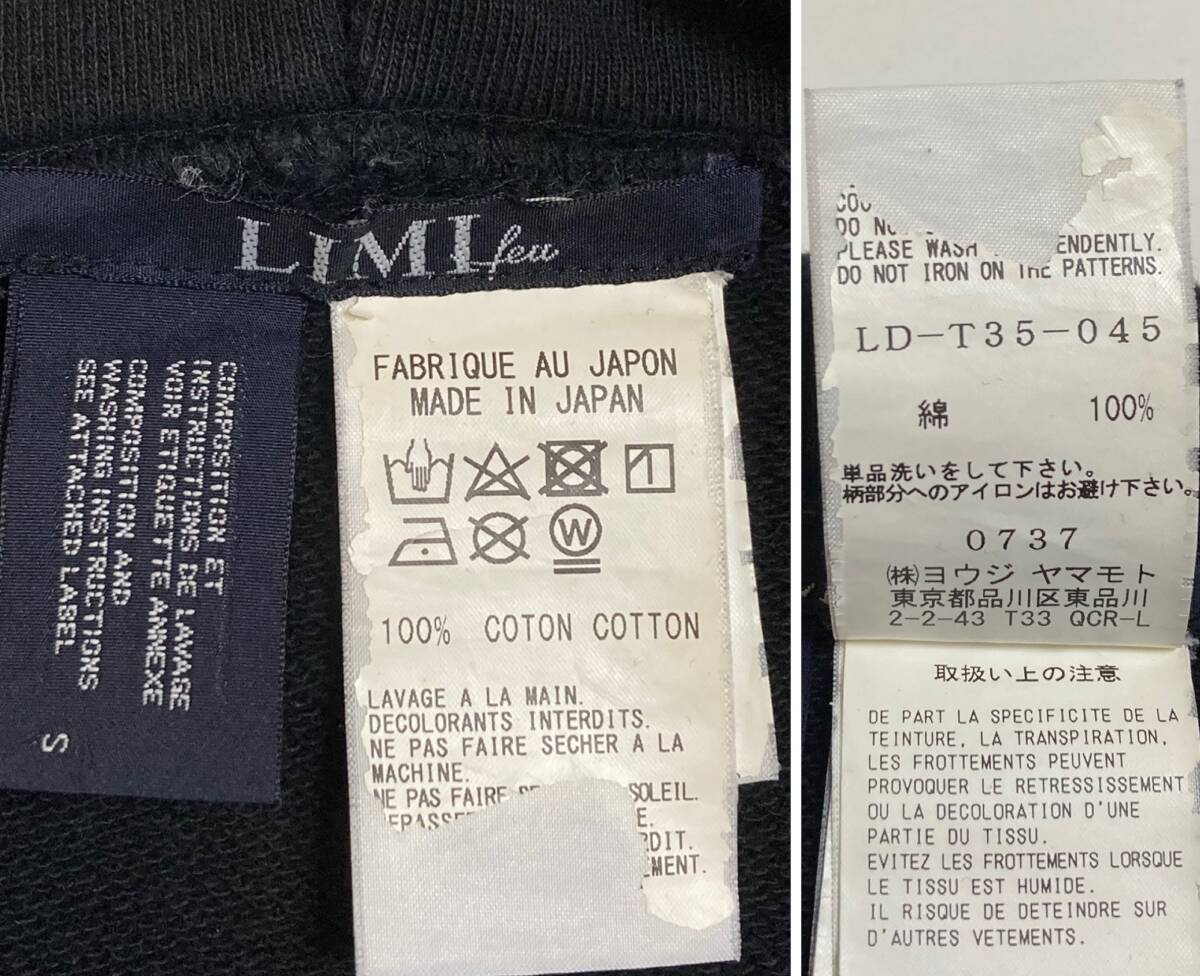 LIMI feu
COMPOSITION ET
INSTRUCTIONS DE LAVAGE
VOIR ETIQUETTE ANNEXE
COMPOSITION AND
WASHING INSTRUCTIONS
SEE ATTACHED LABEL
S
FABRIQUE AU JAPON
MADE IN JAPAN
1
W
100% COTON COTTON
LAVAGE A LA MAIN.
DECOLORANTS INTERDITS.
NE PAS FAIRE SECHER A LA
MACHINE.
NE PAS FAIRE SOLEIL.
DO
PLEASE WASH
DO NOT IRON ON THE PATTERNS.
LD-T35-045
綿 100%
単品洗いをして下さい。
柄部分へのアイロンはお避け下さい。
0737
㈱ヨウジ ヤマモト
東京都品川区東品川
2-2-43 T33 QCR-L
取扱い上の注意
DE PART LA SPECIFICITE DE LA
TEINTURE, LA TRANSPIRATION,
LES FROTTEMENTS PEUVENT
PROVOQUER LE RETRESSISSEMENT
OU LA DECOLORATION D'UNE
PARTIE DU TISSU.
EVITEZ LES FROTTEMENTS LORSQUE
LE TISSU EST HUMIDE.
IL RISQUE DE DETEINDRE SUR
D'AUTRES VETEMENTS.